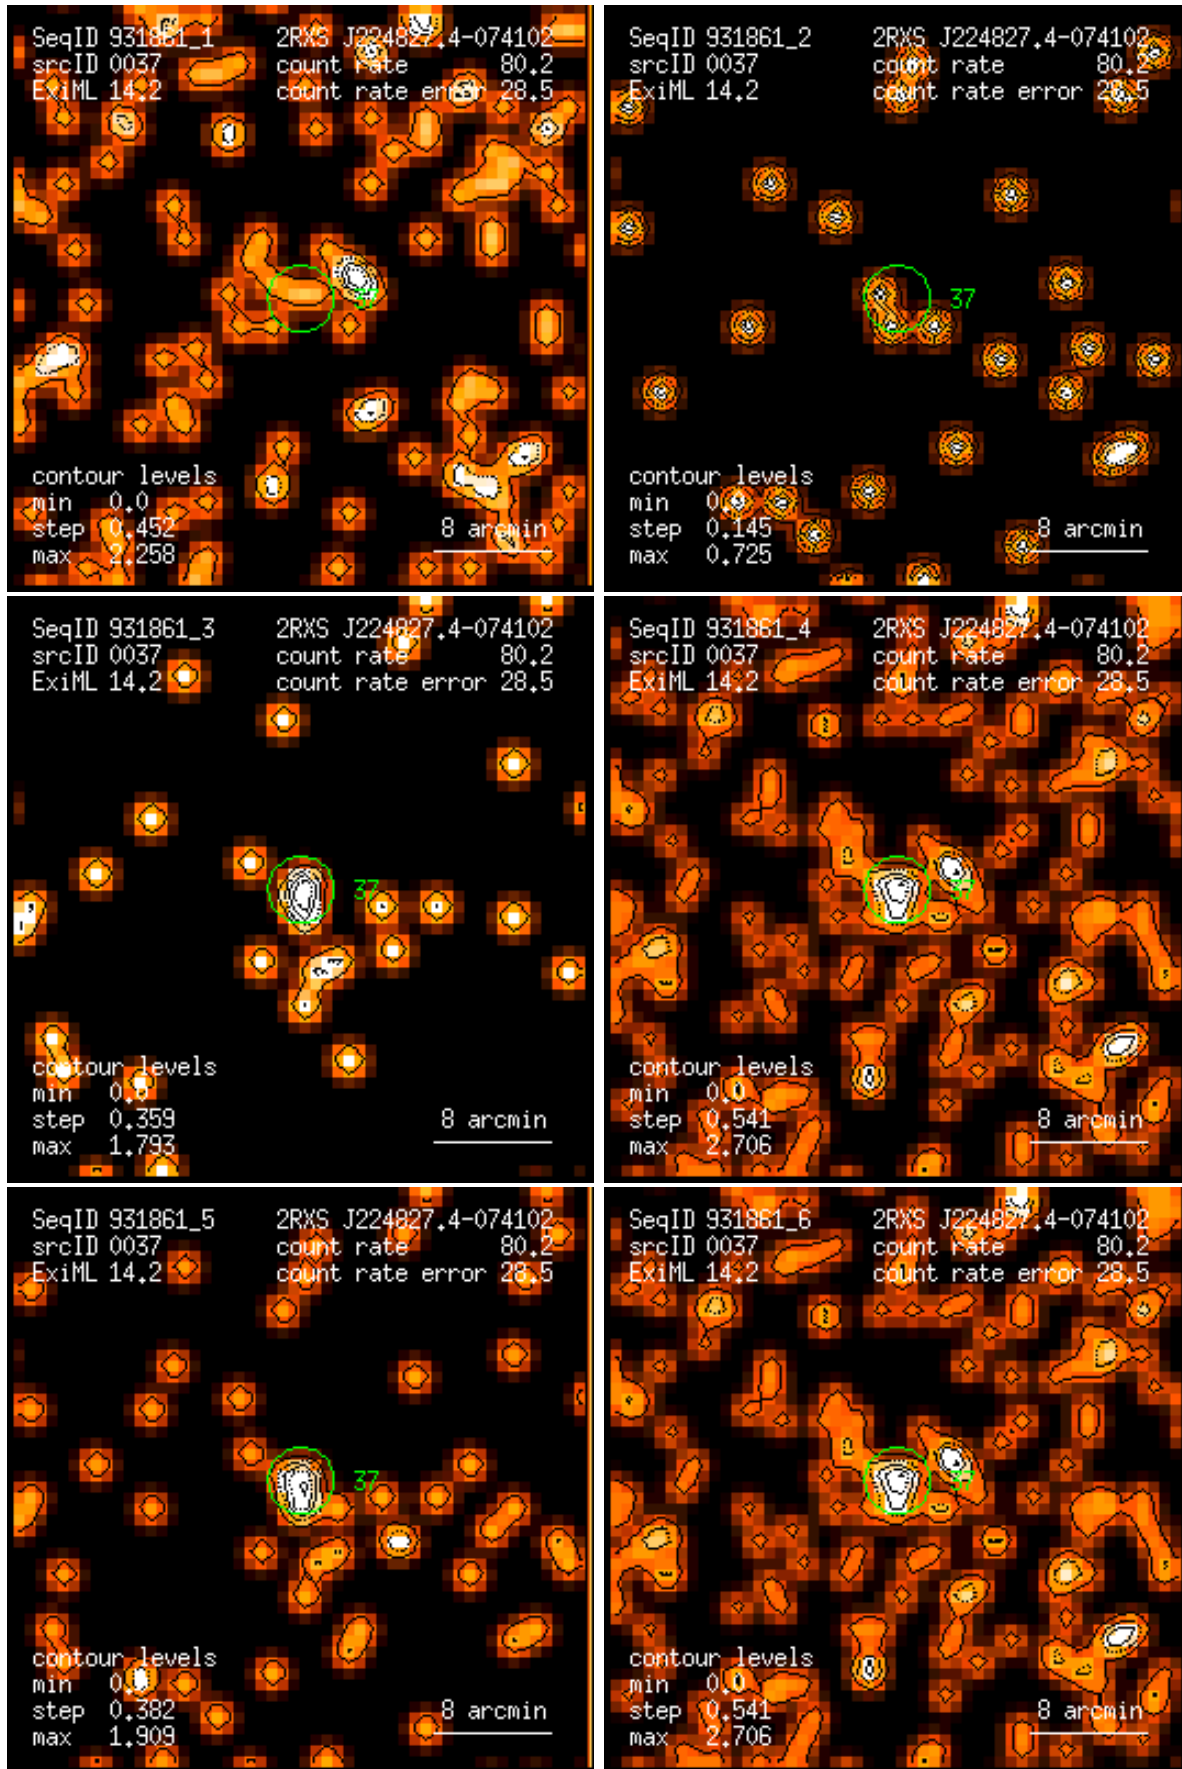 SeqID 931861_1 2RXS J224827.4-074102
srcID 0037 count rate 80.2
ExiML 14.2 count rate error 28.5
37
contour levels
min 0.0
step 0.452 8 arcmin
max 2.258
SeqID 931861_2 2RXS J224827.4-074102
srcID 0037 count rate 80.2
ExiML 14.2 count rate error 28.5
37
contour levels
min 0.0
step 0.145 8 arcmin
max 0.725
SeqID 931861_3 2RXS J224827.4-074102
srcID 0037 count rate 80.2
ExiML 14.2 count rate error 28.5
37
contour levels
min 0.0
step 0.359 8 arcmin
max 1.793
SeqID 931861_4 2RXS J224827.4-074102
srcID 0037 count rate 80.2
ExiML 14.2 count rate error 28.5
37
contour levels
min 0.0
step 0.541 8 arcmin
max 2.706
SeqID 931861_5 2RXS J224827.4-074102
srcID 0037 count rate 80.2
ExiML 14.2 count rate error 28.5
37
contour levels
min 0.0
step 0.382 8 arcmin
max 1.909
SeqID 931861_6 2RXS J224827.4-074102
srcID 0037 count rate 80.2
ExiML 14.2 count rate error 28.5
37
contour levels
min 0.0
step 0.541 8 arcmin
max 2.706